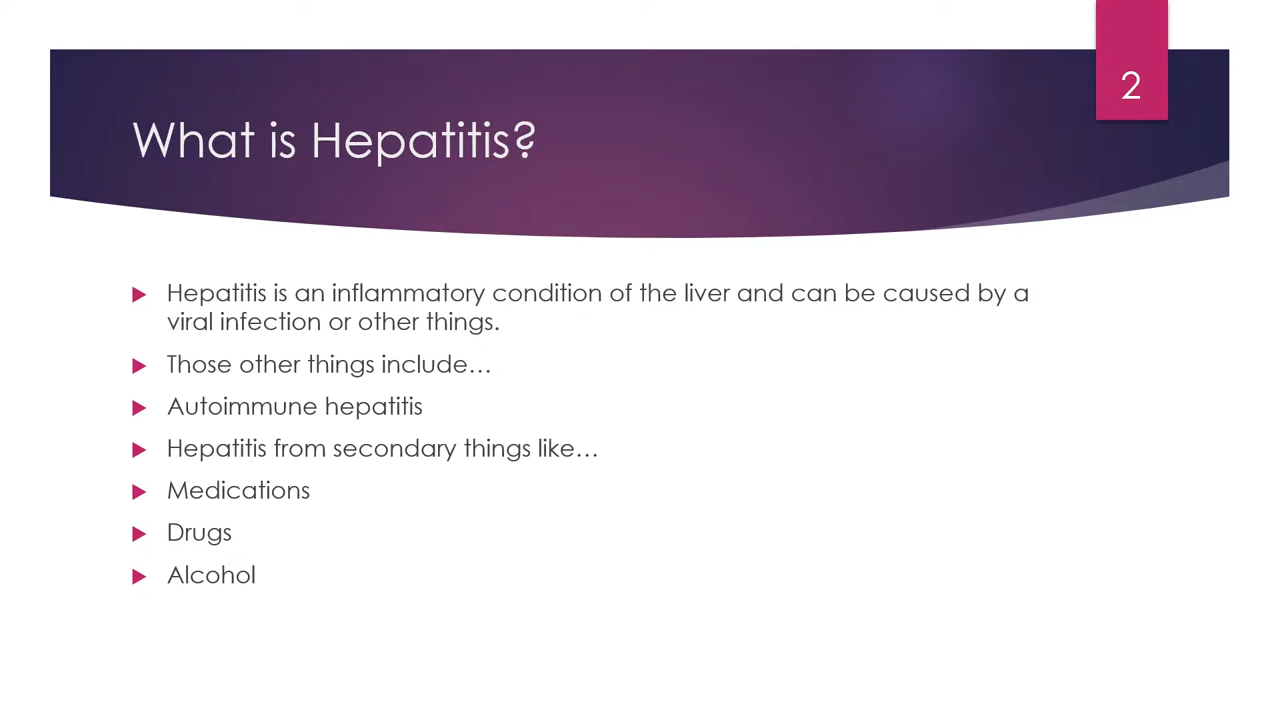 2
What is Hepatitis?
Hepatitis is an inflammatory condition of the liver and can be caused by a
viral infection or other things.
Those other things include…
Autoimmune hepatitis
Hepatitis from secondary things like…
Medications
Drugs
Alcohol